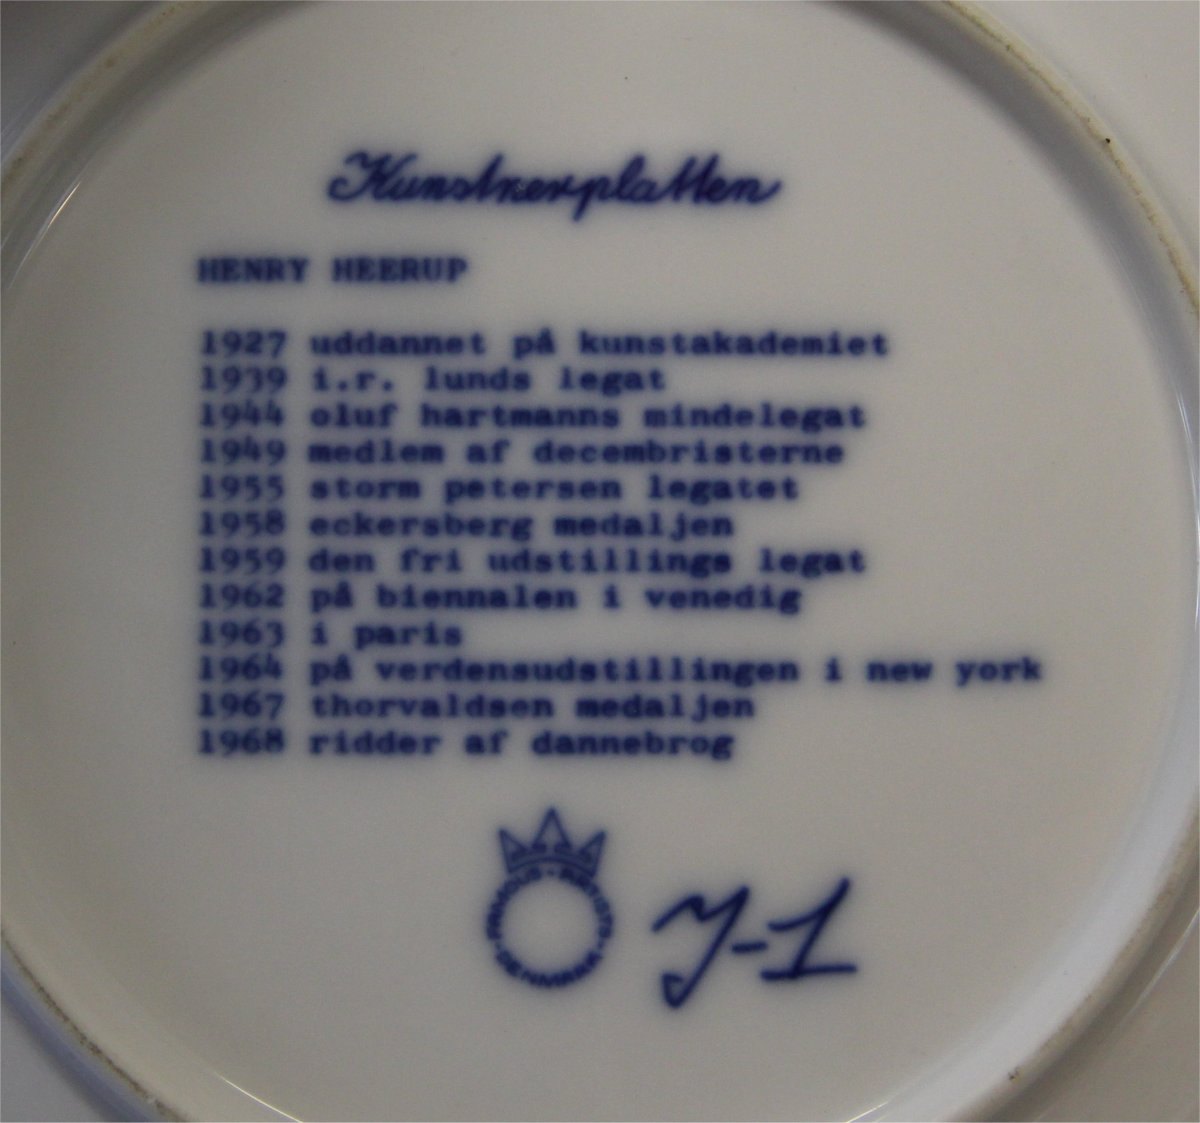 Kunstnerplatten
HENRY HEERUP
1927 uddannet på kunstakademiet
1939 i.r. lunds legat
1944 oluf hartmanns mindelegat
1949 medlem af decembristerne
1955 storm petersen legatet
1958 eckersberg medaljen
1959 den fri udstillings legat
1962 på biennalen i venedig
1963 i paris
1964 på verdensudstillingen i new york
1967 thorvaldsen medaljen
1968 ridder af dannebrog
FAMOUS · ARTISTS · DENMARK ·
J-1